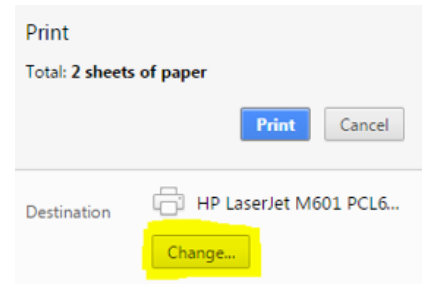 Print
Total: 2 sheets of paper
Print Cancel
Destination HP LaserJet M601 PCL6...
Change...